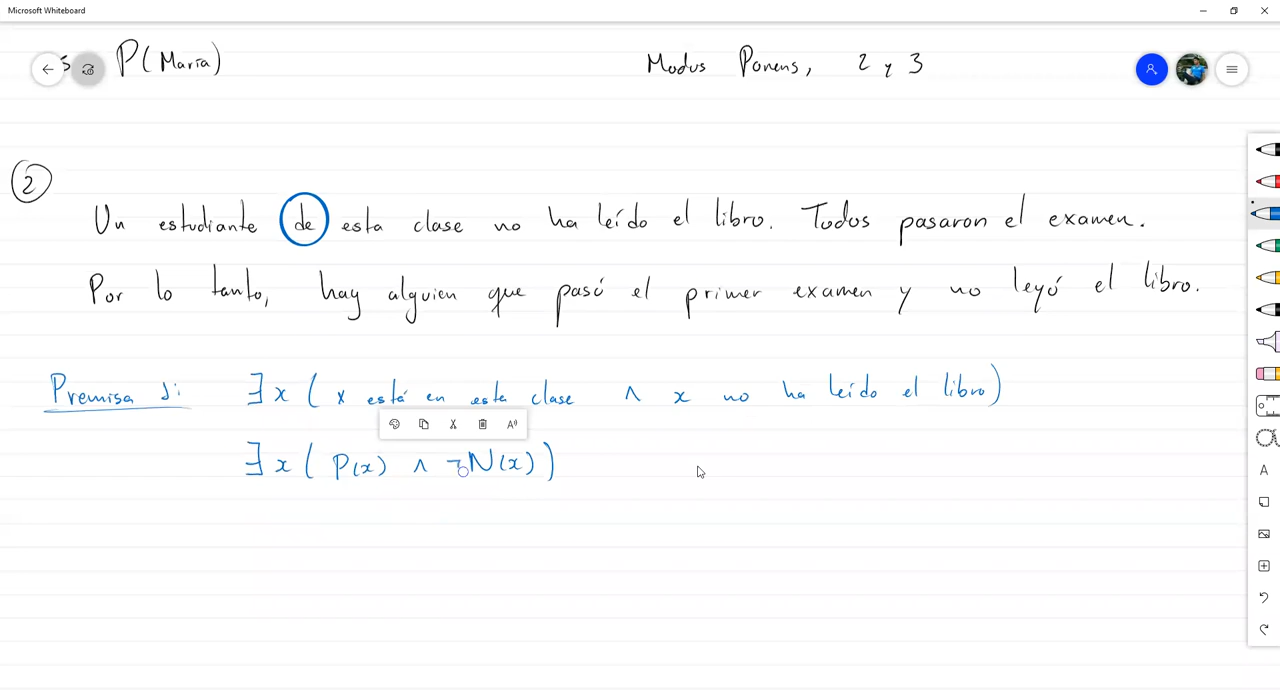 Microsoft Whiteboard
P(María) Modus Ponens, 2 y 3
2
Un estudiante de esta clase no ha leído el libro. Todos pasaron el examen.
Por lo tanto, hay alguien que pasó el primer examen y no leyó el libro.
Premisa 1: ∃x( x está en esta clase ∧ x no ha leído el libro)
∃x( P(x) ∧ ¬N(x))